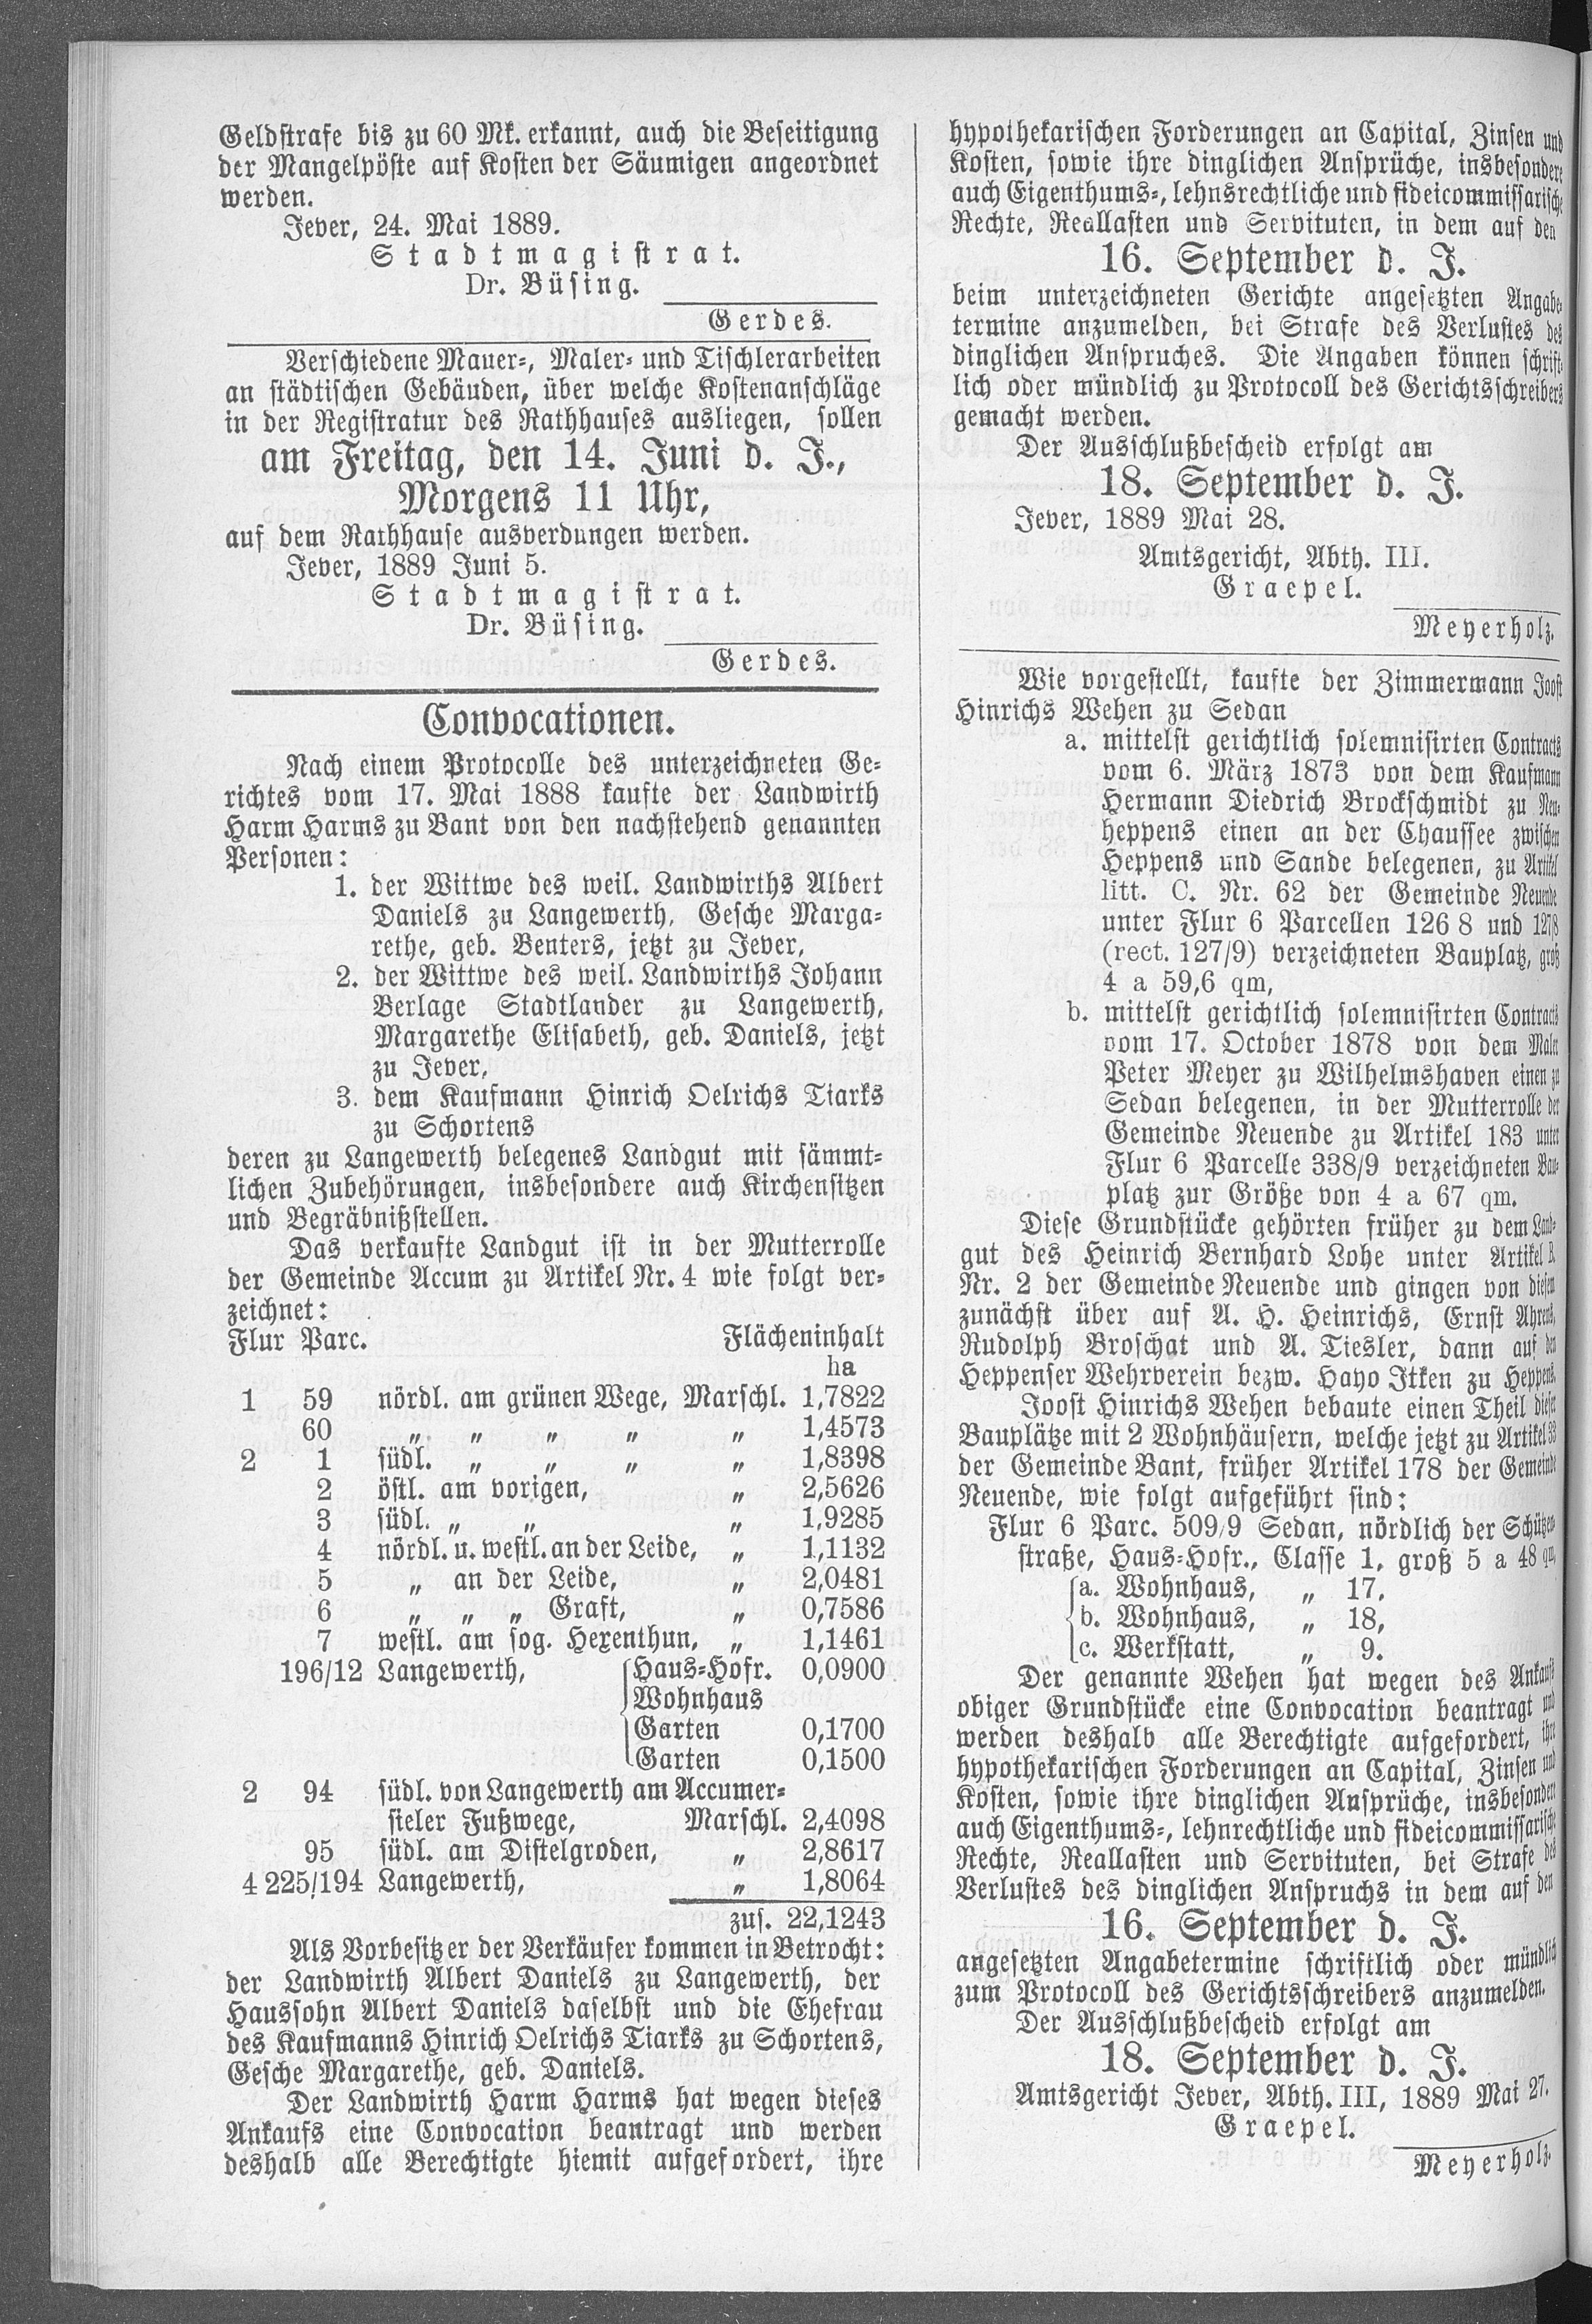 Geldstrafe bis zu 60 Mk. erkannt, auch die Beseitigung
der Mangelpöste auf Kosten der Säumigen angeordnet
werden.
Jever, 24. Mai 1889.
Stadtmagistrat.
Dr. Büsing.
Gerdes.
Verschiedene Mauer-, Maler- und Tischlerarbeiten
an städtischen Gebäuden, über welche Kostenanschläge
in der Registratur des Rathhauses ausliegen, sollen
am Freitag, den 14. Juni d. J.,
Morgens 11 Uhr,
auf dem Rathhause ausverdungen werden.
Jever, 1889 Juni 5.
Stadtmagistrat.
Dr. Büsing.
Gerdes.
Convocationen.
Nach einem Protocolle des unterzeichneten Ge-
richtes vom 17. Mai 1888 kaufte der Landwirth
Harm Harms zu Bant von den nachstehend genannten
Personen:
1. der Wittwe des weil. Landwirths Albert
Daniels zu Langewerth, Gesche Marga-
rethe, geb. Benters, jetzt zu Jever,
2. der Wittwe des weil. Landwirths Johann
Berlage Stadtlander zu Langewerth,
Margarethe Elisabeth, geb. Daniels, jetzt
zu Jever,
3. dem Kaufmann Hinrich Oelrichs Tiarks
zu Schortens
deren zu Langewerth belegenes Landgut mit sämmt-
lichen Zubehörungen, insbesondere auch Kirchensitzen
und Begräbnißstellen.
Das verkaufte Landgut ist in der Mutterrolle
der Gemeinde Accum zu Artikel Nr. 4 wie folgt ver-
zeichnet:
Flur Parc. Flächeninhalt
ha
1 59 nördl. am grünen Wege, Marschl. 1,7822
60 „ „ „ „ „ 1,4573
2 1 südl. „ „ „ „ 1,8398
2 östl. am vorigen, „ 2,5626
3 südl. „ „ „ 1,9285
4 nördl. u. westl. an der Leide, „ 1,1132
5 „ an der Leide, „ 2,0481
6 „ „ „ Graft, „ 0,7586
7 westl. am sog. Hexenthun, „ 1,1461
196/12 Langewerth, Haus-Hofr. 0,0900
Wohnhaus
Garten 0,1700
Garten 0,1500
2 94 südl. von Langewerth am Accumer-
sieler Fußwege, Marschl. 2,4098
95 südl. am Distelgroden, „ 2,8617
4 225/194 Langewerth, „ 1,8064
zus. 22,1243
Als Vorbesitzer der Verkäufer kommen in Betrocht:
der Landwirth Albert Daniels zu Langewerth, der
Haussohn Albert Daniels daselbst und die Ehefrau
des Kaufmanns Hinrich Oelrichs Tiarks zu Schortens,
Gesche Margarethe, geb. Daniels.
Der Landwirth Harm Harms hat wegen dieses
Ankaufs eine Convocation beantragt und werden
deshalb alle Berechtigte hiemit aufgefordert, ihre
hypothekarischen Forderungen an Capital, Zinsen und
Kosten, sowie ihre dinglichen Ansprüche, insbesondere
auch Eigenthums-, lehnsrechtliche und fideicommissarische
Rechte, Reallasten und Servituten, in dem auf den
16. September d. J.
beim unterzeichneten Gerichte angesetzten Angabe-
termine anzumelden, bei Strafe des Verlustes des
dinglichen Anspruches. Die Angaben können schrift-
lich oder mündlich zu Protocoll des Gerichtsschreibers
gemacht werden.
Der Ausschlußbescheid erfolgt am
18. September d. J.
Jever, 1889 Mai 28.
Amtsgericht, Abth. III.
Graepel.
Meyerholz.
Wie vorgestellt, kaufte der Zimmermann Joost
Hinrichs Wehen zu Sedan
a. mittelst gerichtlich solemnisirten Contracts
vom 6. März 1873 von dem Kaufmann
Hermann Diedrich Brockschmidt zu Neu-
heppens einen an der Chaussee zwischen
Heppens und Sande belegenen, zu Artikel
litt. C. Nr. 62 der Gemeinde Neuende
unter Flur 6 Parcellen 126 8 und 127/8
(rect. 127/9) verzeichneten Bauplatz, groß
4 a 59,6 qm,
b. mittelst gerichtlich solemnisirten Contracts
vom 17. October 1878 von dem Maler
Peter Meyer zu Wilhelmshaven einen zu
Sedan belegenen, in der Mutterrolle der
Gemeinde Neuende zu Artikel 183 unter
Flur 6 Parcelle 338/9 verzeichneten Bau-
platz zur Größe von 4 a 67 qm.
Diese Grundstücke gehörten früher zu dem Land-
gut des Heinrich Bernhard Lohe unter Artikel B.
Nr. 2 der Gemeinde Neuende und gingen von diesem
zunächst über auf A. H. Heinrichs, Ernst Ahrens,
Rudolph Broschat und A. Tiesler, dann auf den
Heppenser Wehrverein bezw. Hayo Itken zu Heppens.
Joost Hinrichs Wehen bebaute einen Theil dieser
Bauplätze mit 2 Wohnhäusern, welche jetzt zu Artikel 33
der Gemeinde Bant, früher Artikel 178 der Gemeinde
Neuende, wie folgt aufgeführt sind:
Flur 6 Parc. 509/9 Sedan, nördlich der Schützen-
straße, Haus-Hofr., Classe 1, groß 5 a 48 qm,
a. Wohnhaus, „ 17,
b. Wohnhaus, „ 18,
c. Werkstatt, „ 9.
Der genannte Wehen hat wegen des Ankaufs
obiger Grundstücke eine Convocation beantragt und
werden deshalb alle Berechtigte aufgefordert, ihre
hypothekarischen Forderungen an Capital, Zinsen und
Kosten, sowie ihre dinglichen Ansprüche, insbesondere
auch Eigenthums-, lehnrechtliche und fideicommissarische
Rechte, Reallasten und Servituten, bei Strafe des
Verlustes des dinglichen Anspruchs in dem auf den
16. September d. J.
angesetzten Angabetermine schriftlich oder mündlich
zum Protocoll des Gerichtsschreibers anzumelden.
Der Ausschlußbescheid erfolgt am
18. September d. J.
Amtsgericht Jever, Abth. III, 1889 Mai 27.
Graepel.
Meyerholz.